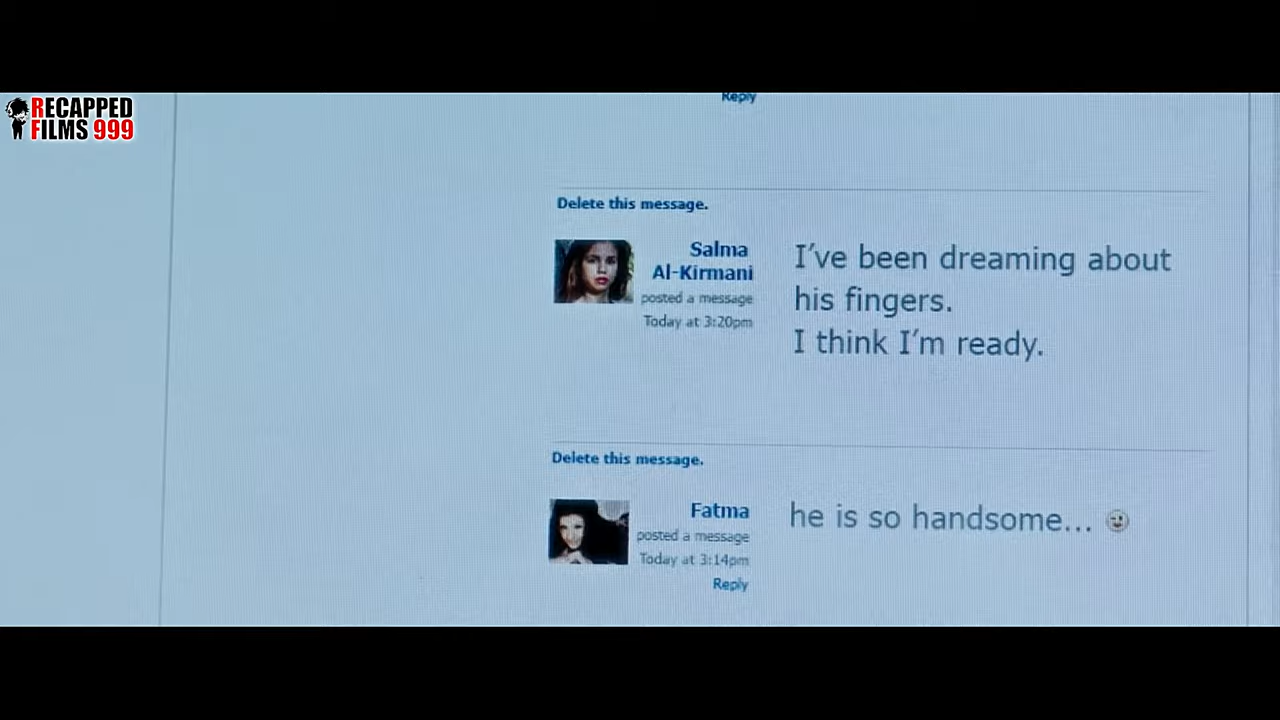 RECAPPED
FILMS 999
Reply
Delete this message.
Salma
Al-Kirmani
posted a message
Today at 3:20pm
I've been dreaming about
his fingers.
I think I'm ready.
Delete this message.
Fatma
posted a message
Today at 3:14pm
Reply
he is so handsome...